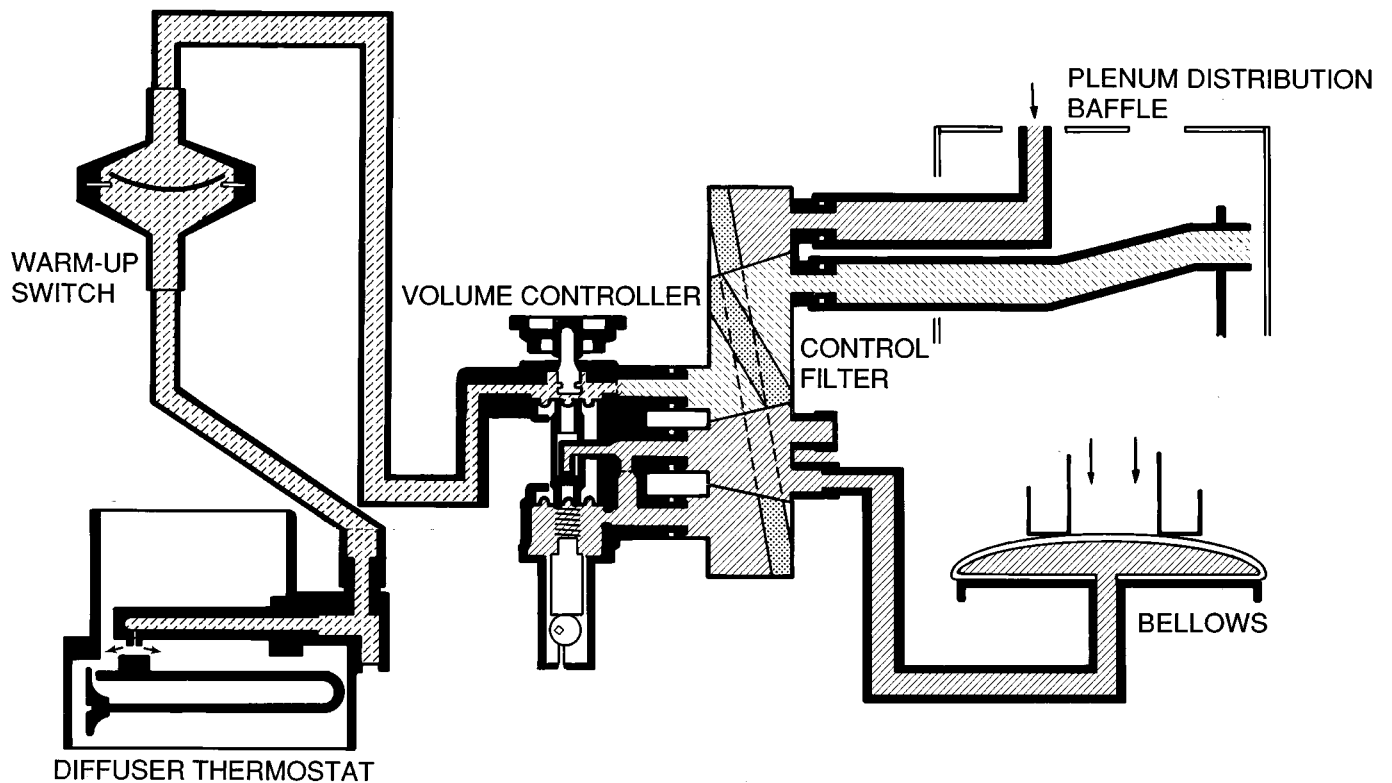 PLENUM DISTRIBUTION
BAFFLE
WARM-UP
SWITCH
VOLUME CONTROLLER
CONTROL
FILTER
BELLOWS
DIFFUSER THERMOSTAT